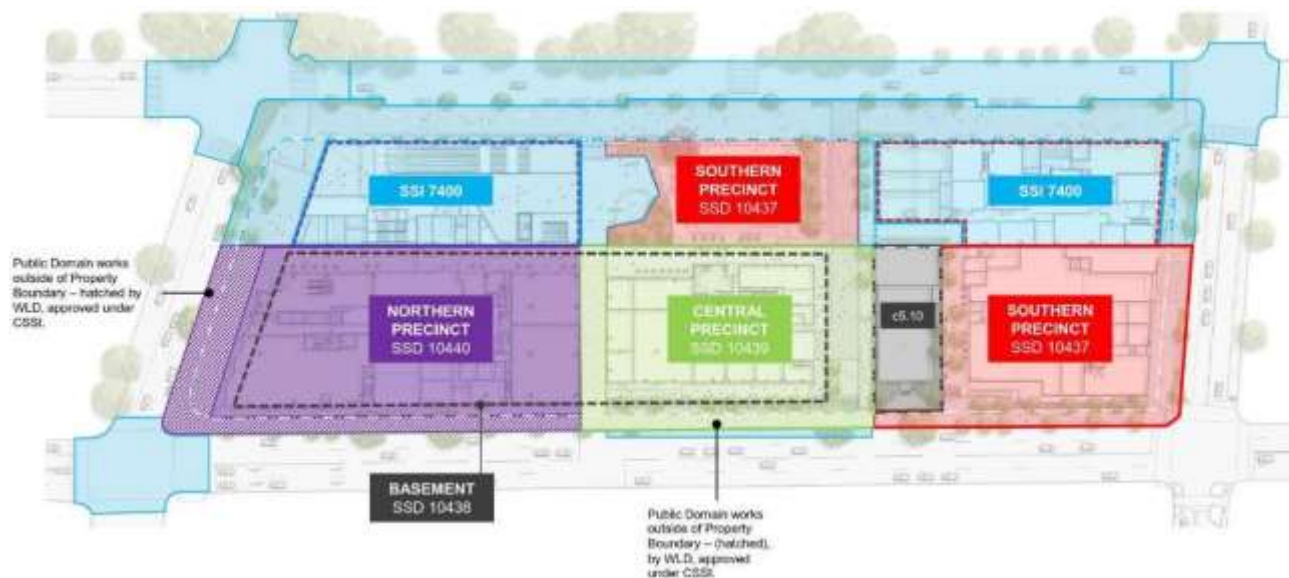 SSI 7400
SOUTHERN
PRECINCT
SSD 10437
SSI 7400
Public Domain works
outside of Property
Boundary – hatched by
WLD, approved under
CSSI.
NORTHERN
PRECINCT
SSD 10440
CENTRAL
PRECINCT
SSD 10439
c5.10
SOUTHERN
PRECINCT
SSD 10437
BASEMENT
SSD 10438
Public Domain works
outside of Property
Boundary – (hatched),
by WLD, approved
under CSSI.